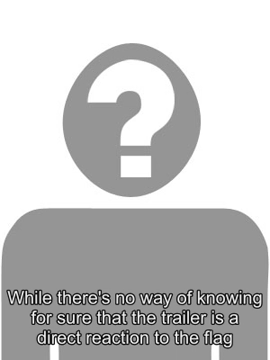 ?
While there's no way of knowing
for sure that the trailer is a
direct reaction to the flag